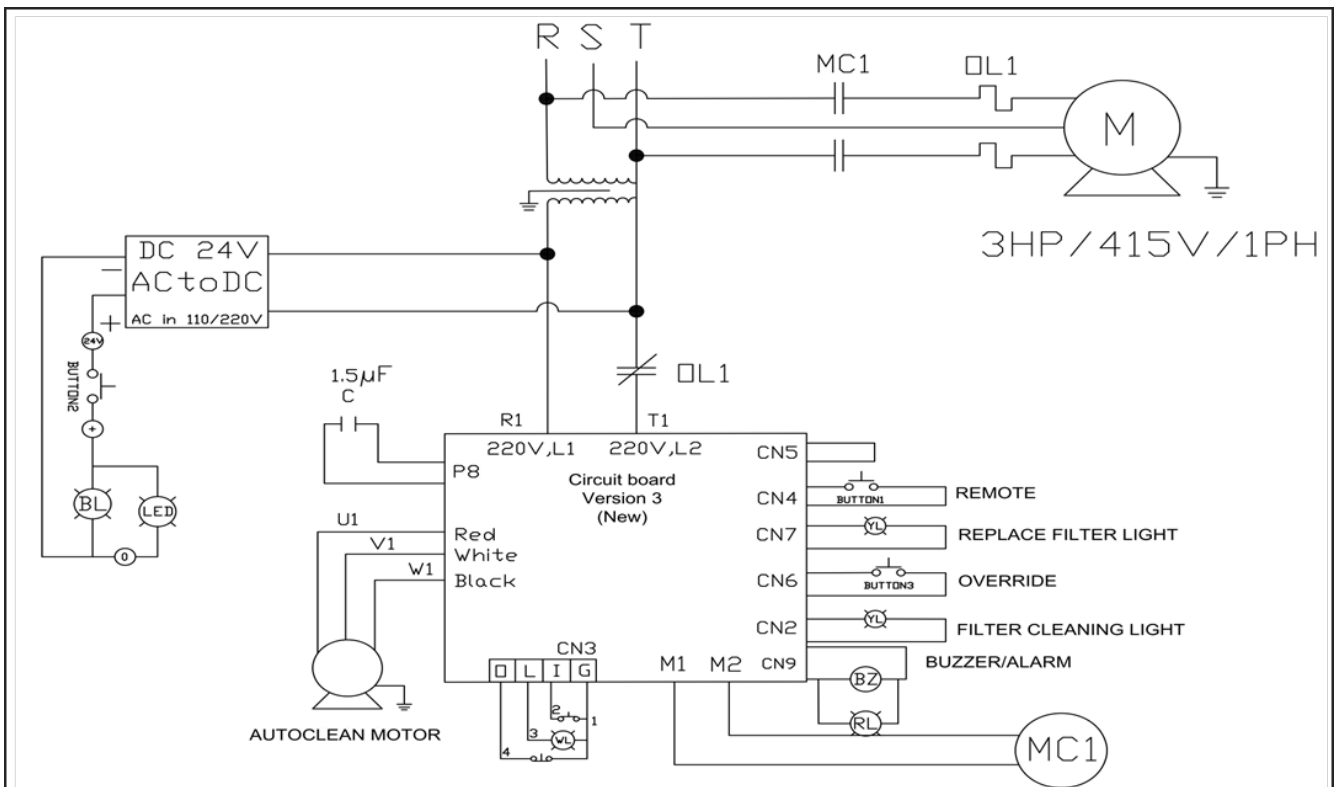 R S T
MC1
OL1
M
3HP/415V/1PH
DC 24V
−
ACtoDC
AC in 110/220V
+
24V
BUTTON2
+
BL
LED
0
OL1
1.5µF
C
R1
T1
220V,L1
220V,L2
Circuit board
Version 3
(New)
P8
U1
Red
V1
White
W1
Black
AUTOCLEAN MOTOR
CN5
CN4
BUTTON1
REMOTE
CN7
YL
REPLACE FILTER LIGHT
CN6
BUTTON3
OVERRIDE
CN2
YL
FILTER CLEANING LIGHT
CN9
BUZZER/ALARM
BZ
RL
CN3
O L I G
2
1
3
WL
4
M1
M2
MC1